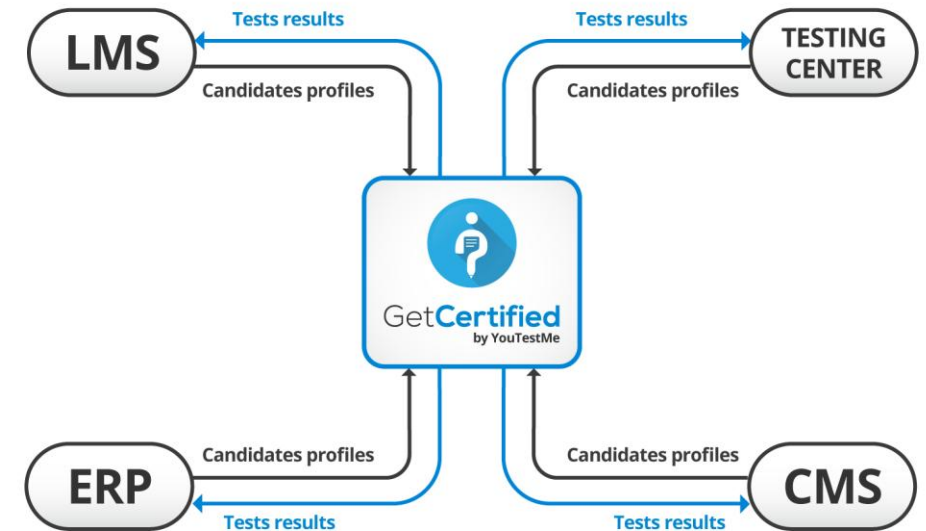 Tests results
Tests results
LMS
TESTING
CENTER
Candidates profiles
Candidates profiles
GetCertified
by YouTestMe
Candidates profiles
Candidates profiles
ERP
CMS
Tests results
Tests results